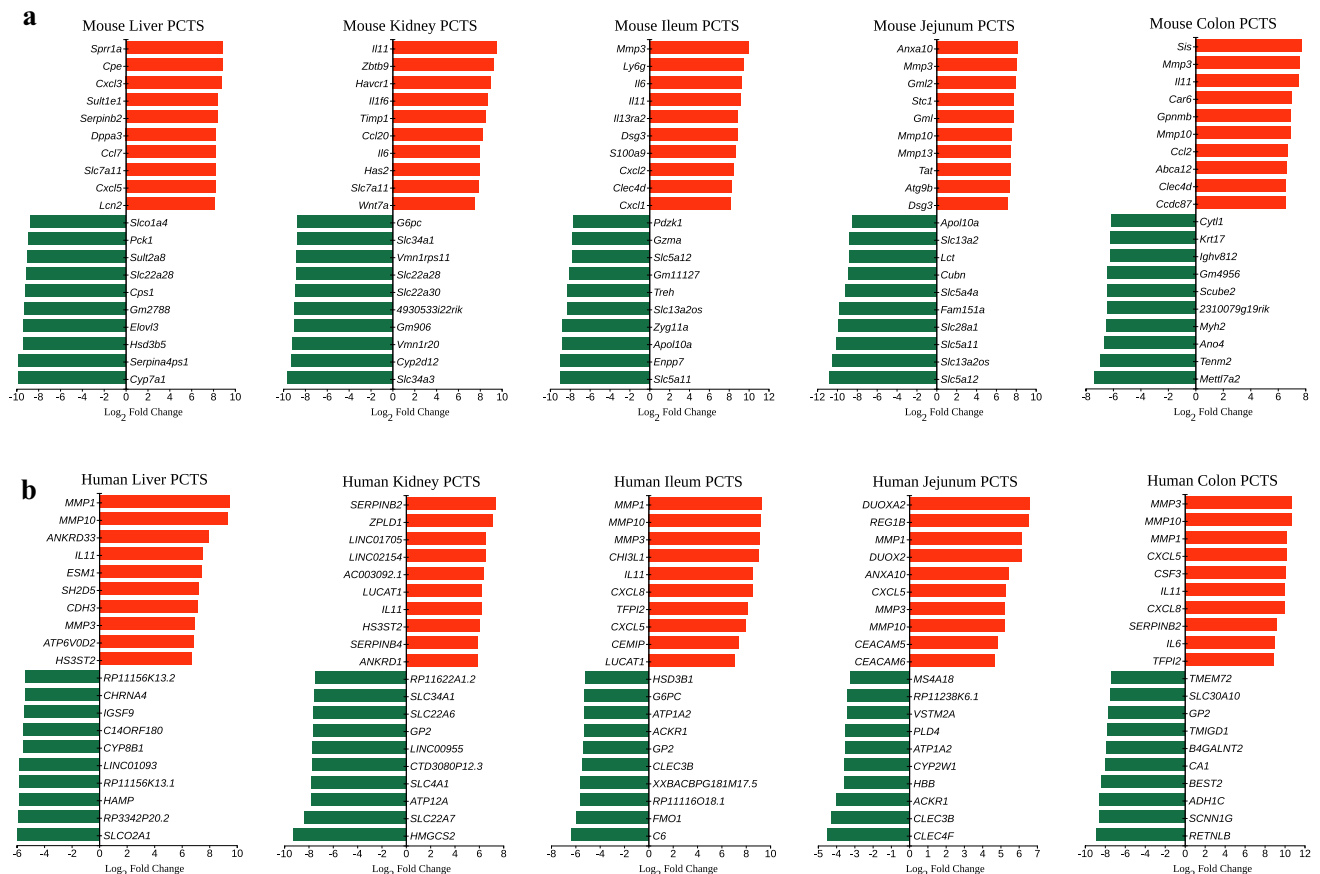 a
Mouse Liver PCTS
Sprr1a
Cpe
Cxcl3
Sult1e1
Serpinb2
Dppa3
Ccl7
Slc7a11
Cxcl5
Lcn2
Slco1a4
Pck1
Sult2a8
Slc22a28
Cps1
Gm2788
Elovl3
Hsd3b5
Serpina4ps1
Cyp7a1
-10 -8 -6 -4 -2 0 2 4 6 8 10
Log2 Fold Change
Mouse Kidney PCTS
Il11
Zbtb9
Havcr1
Il1f6
Timp1
Ccl20
Il6
Has2
Slc7a11
Wnt7a
G6pc
Slc34a1
Vmn1rps11
Slc22a28
Slc22a30
4930533i22rik
Gm906
Vmn1r20
Cyp2d12
Slc34a3
-10 -8 -6 -4 -2 0 2 4 6 8 10
Log2 Fold Change
Mouse Ileum PCTS
Mmp3
Ly6g
Il6
Il11
Il13ra2
Dsg3
S100a9
Cxcl2
Clec4d
Cxcl1
Pdzk1
Gzma
Slc5a12
Gm11127
Treh
Slc13a2os
Zyg11a
Apol10a
Enpp7
Slc5a11
-10 -8 -6 -4 -2 0 2 4 6 8 10 12
Log2 Fold Change
Mouse Jejunum PCTS
Anxa10
Mmp3
Gml2
Stc1
Gml
Mmp10
Mmp13
Tat
Atg9b
Dsg3
Apol10a
Slc13a2
Lct
Cubn
Slc5a4a
Fam151a
Slc28a1
Slc5a11
Slc13a2os
Slc5a12
-12 -10 -8 -6 -4 -2 0 2 4 6 8 10
Log2 Fold Change
Mouse Colon PCTS
Sis
Mmp3
Il11
Car6
Gpnmb
Mmp10
Ccl2
Abca12
Clec4d
Ccdc87
Cytl1
Krt17
Ighv812
Gm4956
Scube2
2310079g19rik
Myh2
Ano4
Tenm2
Mettl7a2
-8 -6 -4 -2 0 2 4 6 8
Log2 Fold Change
b
Human Liver PCTS
MMP1
MMP10
ANKRD33
IL11
ESM1
SH2D5
CDH3
MMP3
ATP6V0D2
HS3ST2
RP11156K13.2
CHRNA4
IGSF9
C14ORF180
CYP8B1
LINC01093
RP11156K13.1
HAMP
RP3342P20.2
SLCO2A1
-6 -4 -2 0 2 4 6 8 10
Log2 Fold Change
Human Kidney PCTS
SERPINB2
ZPLD1
LINC01705
LINC02154
AC003092.1
LUCAT1
IL11
HS3ST2
SERPINB4
ANKRD1
RP11622A1.2
SLC34A1
SLC22A6
GP2
LINC00955
CTD3080P12.3
SLC4A1
ATP12A
SLC22A7
HMGCS2
-10 -8 -6 -4 -2 0 2 4 6 8
Log2 Fold Change
Human Ileum PCTS
MMP1
MMP10
MMP3
CHI3L1
IL11
CXCL8
TFPI2
CXCL5
CEMIP
LUCAT1
HSD3B1
G6PC
ATP1A2
ACKR1
GP2
CLEC3B
XXBACBPG181M17.5
RP11116O18.1
FMO1
C6
-8 -6 -4 -2 0 2 4 6 8 10
Log2 Fold Change
Human Jejunum PCTS
DUOXA2
REG1B
MMP1
DUOX2
ANXA10
CXCL5
MMP3
MMP10
CEACAM5
CEACAM6
MS4A18
RP11238K6.1
VSTM2A
PLD4
ATP1A2
CYP2W1
HBB
ACKR1
CLEC3B
CLEC4F
-5 -4 -3 -2 -1 0 1 2 3 4 5 6 7
Log2 Fold Change
Human Colon PCTS
MMP3
MMP10
MMP1
CXCL5
CSF3
IL11
CXCL8
SERPINB2
IL6
TFPI2
TMEM72
SLC30A10
GP2
TMIGD1
B4GALNT2
CA1
BEST2
ADH1C
SCNN1G
RETNLB
-10 -8 -6 -4 -2 0 2 4 6 8 10 12
Log2 Fold Change